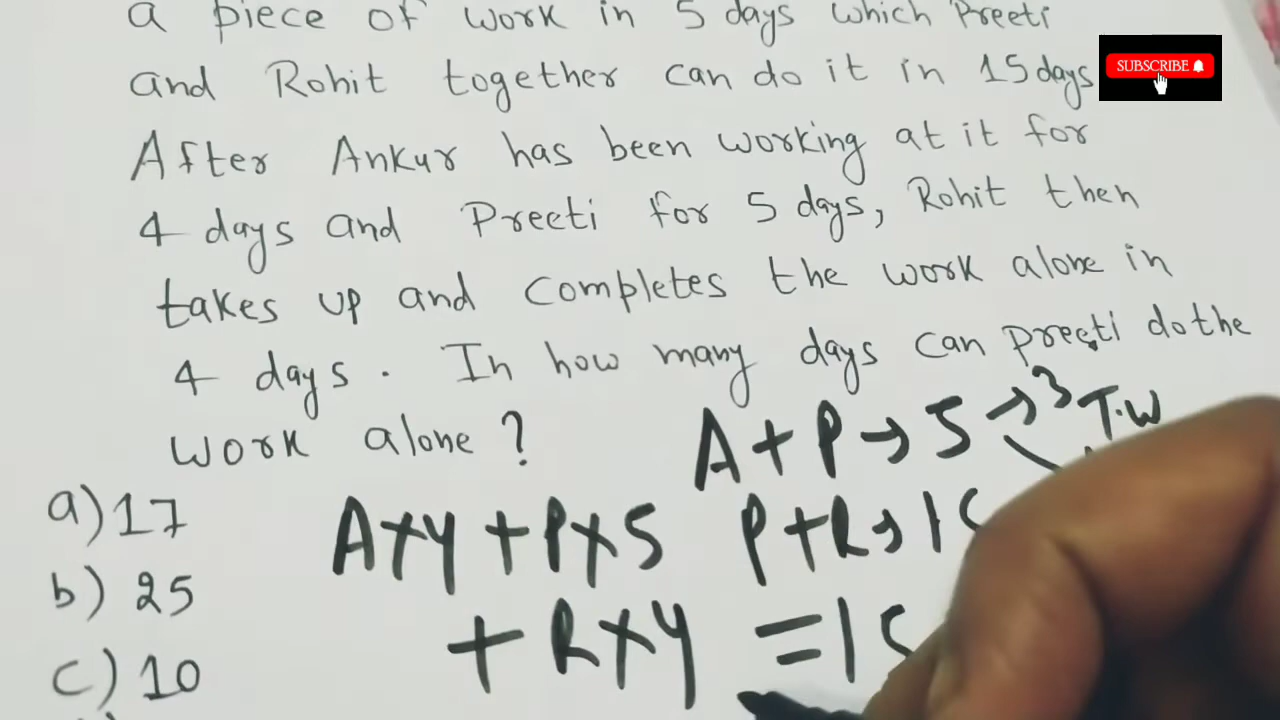 a piece of work in 5 days which Preeti
and Rohit together can do it in 15 days
SUBSCRIBE
After Ankur has been working at it for
4 days and Preeti for 5 days, Rohit then
takes up and completes the work alone in
4 days. In how many days can preeti do the
work alone?
A+P→5→3 T.W
a) 17
A×4+P×5
P+R→15
b) 25
+R×4 =15
c) 10